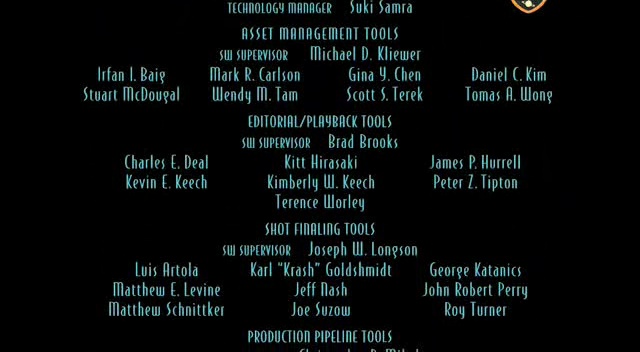 TECHNOLOGY MANAGER Suki Samra
ASSET MANAGEMENT TOOLS
SW SUPERVISOR Michael D. Kliewer
Irfan I. Baig Mark R. Carlson Gina Y. Chen Daniel C. Kim
Stuart McDougal Wendy M. Tam Scott S. Terek Tomas A. Wong
EDITORIAL/PLAYBACK TOOLS
SW SUPERVISOR Brad Brooks
Charles E. Deal Kitt Hirasaki James P. Hurrell
Kevin E. Keech Kimberly W. Keech Peter Z. Tipton
Terence Worley
SHOT FINALING TOOLS
SW SUPERVISOR Joseph W. Longson
Luis Artola Karl "Krash" Goldshmidt George Katanics
Matthew E. Levine Jeff Nash John Robert Perry
Matthew Schnittker Joe Suzow Roy Turner
PRODUCTION PIPELINE TOOLS